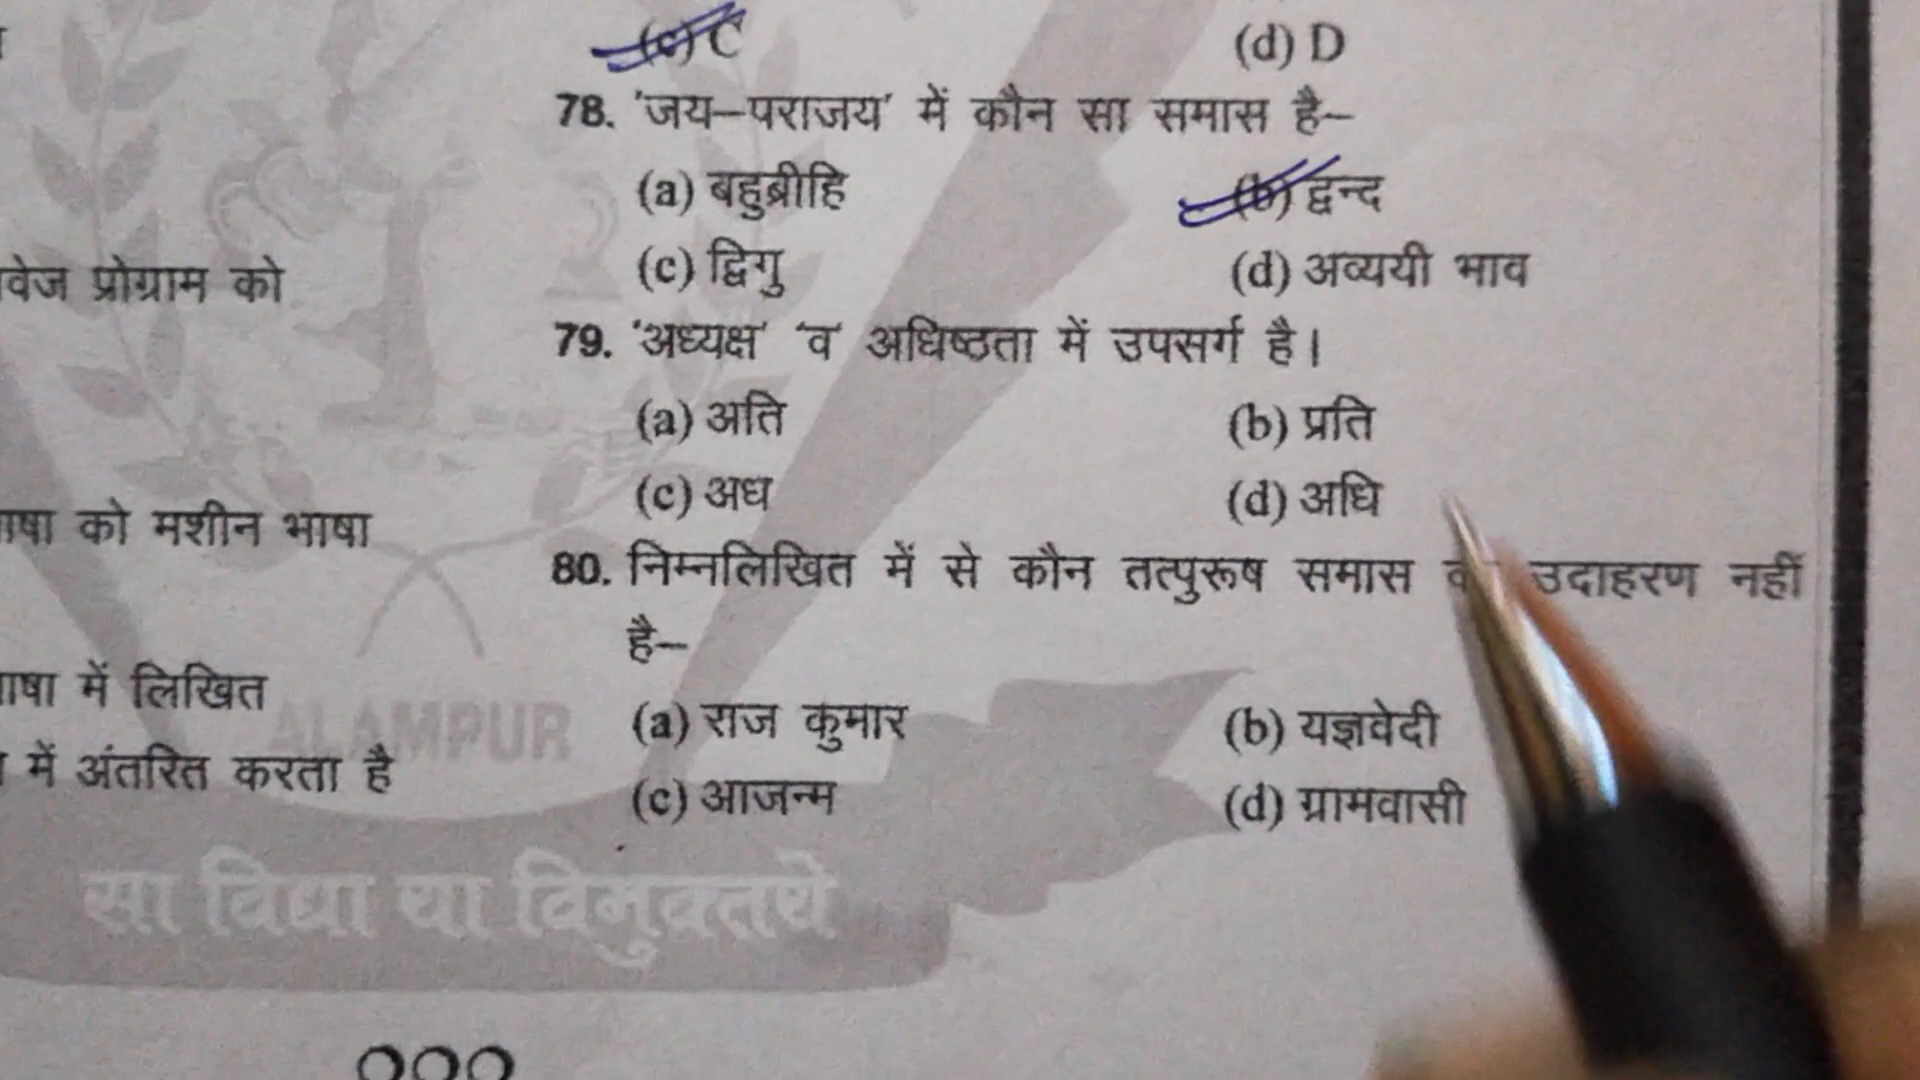 वेज प्रोग्राम को
भाषा को मशीन भाषा
भाषा में लिखित
में अंतरित करता है
(c) C (d) D
78. 'जय–पराजय' में कौन सा समास है–
(a) बहुब्रीहि (b) द्वन्द
(c) द्विगु (d) अव्ययी भाव
79. 'अध्यक्ष' 'व' अधिष्ठता में उपसर्ग है।
(a) अति (b) प्रति
(c) अध (d) अधि
80. निम्नलिखित में से कौन तत्पुरूष समास उदाहरण नहीं
है–
(a) राज कुमार (b) यज्ञवेदी
(c) आजन्म (d) ग्रामवासी
ALAMPUR
सा विद्या या विमुक्तये